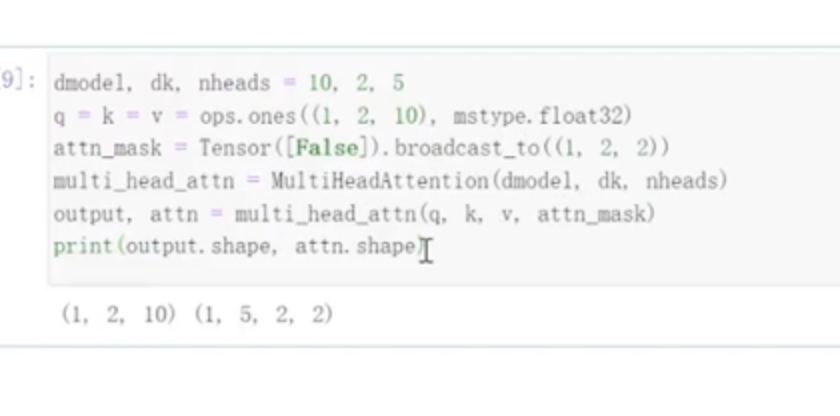 9]:
dmodel, dk, nheads = 10, 2, 5
q = k = v = ops.ones((1, 2, 10), mstype.float32)
attn_mask = Tensor([False]).broadcast_to((1, 2, 2))
multi_head_attn = MultiHeadAttention(dmodel, dk, nheads)
output, attn = multi_head_attn(q, k, v, attn_mask)
print(output.shape, attn.shape)
(1, 2, 10) (1, 5, 2, 2)